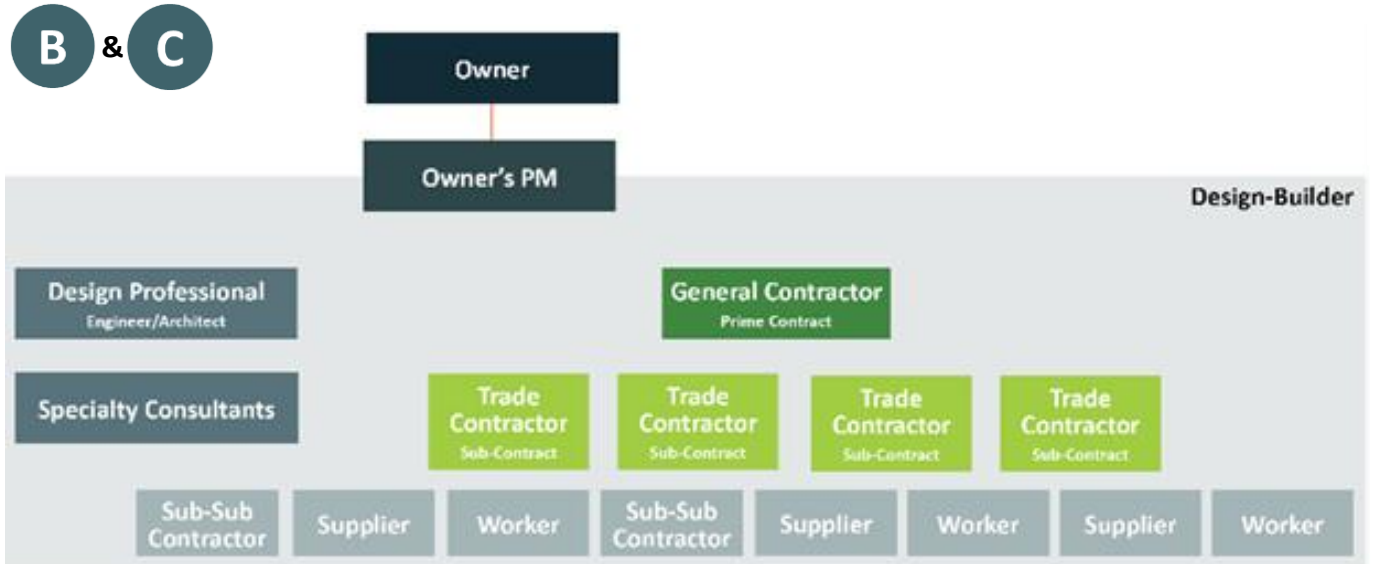 B & C
Owner
Owner's PM
Design-Builder
Design Professional
Engineer/Architect
General Contractor
Prime Contract
Specialty Consultants
Trade
Contractor
Sub-Contract
Trade
Contractor
Sub-Contract
Trade
Contractor
Sub-Contract
Trade
Contractor
Sub-Contract
Sub-Sub
Contractor
Supplier
Worker
Sub-Sub
Contractor
Supplier
Worker
Supplier
Worker